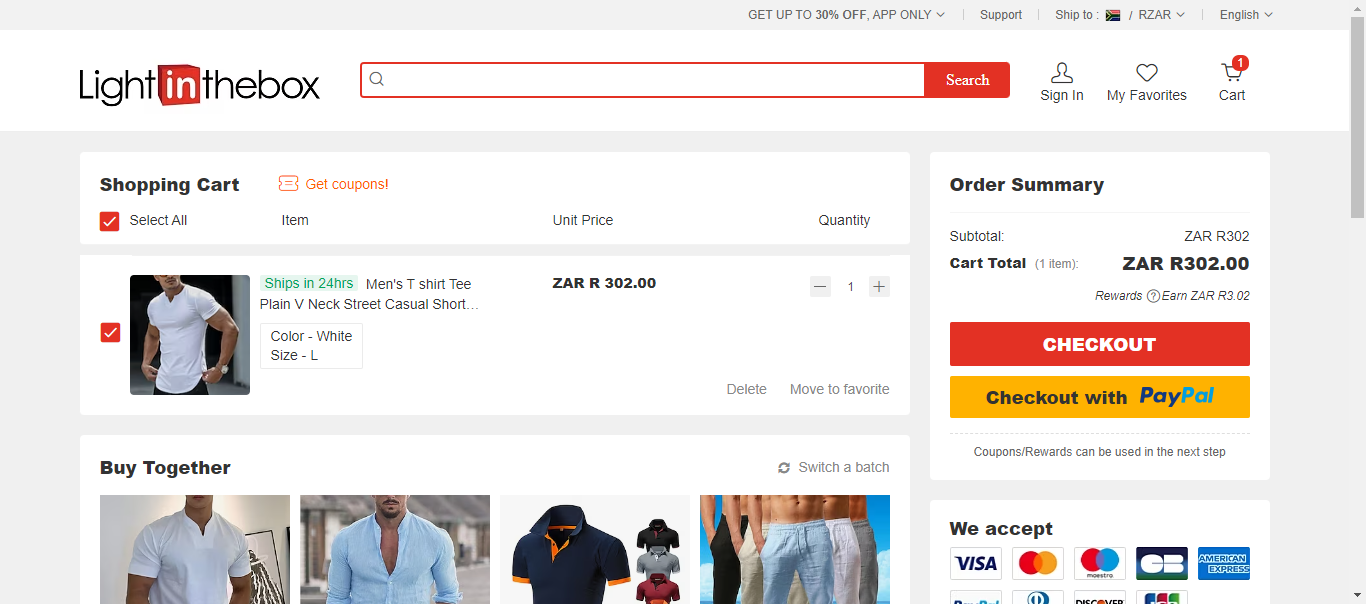 GET UP TO 30% OFF, APP ONLY
Support
Ship to : / RZAR
English
Lightinthebox
Search
Sign In
My Favorites
1
Cart
Shopping Cart
Get coupons!
Select All
Item
Unit Price
Quantity
Ships in 24hrs Men's T shirt Tee
Plain V Neck Street Casual Short...
Color - White
Size - L
ZAR R 302.00
1
Delete
Move to favorite
Buy Together
Switch a batch
Order Summary
Subtotal: ZAR R302
Cart Total (1 item): ZAR R302.00
Rewards ? Earn ZAR R3.02
CHECKOUT
Checkout with PayPal
Coupons/Rewards can be used in the next step
We accept
VISA
maestro
CB
AMERICAN
EXPRESS
PayPal
DISCOVER
JCB